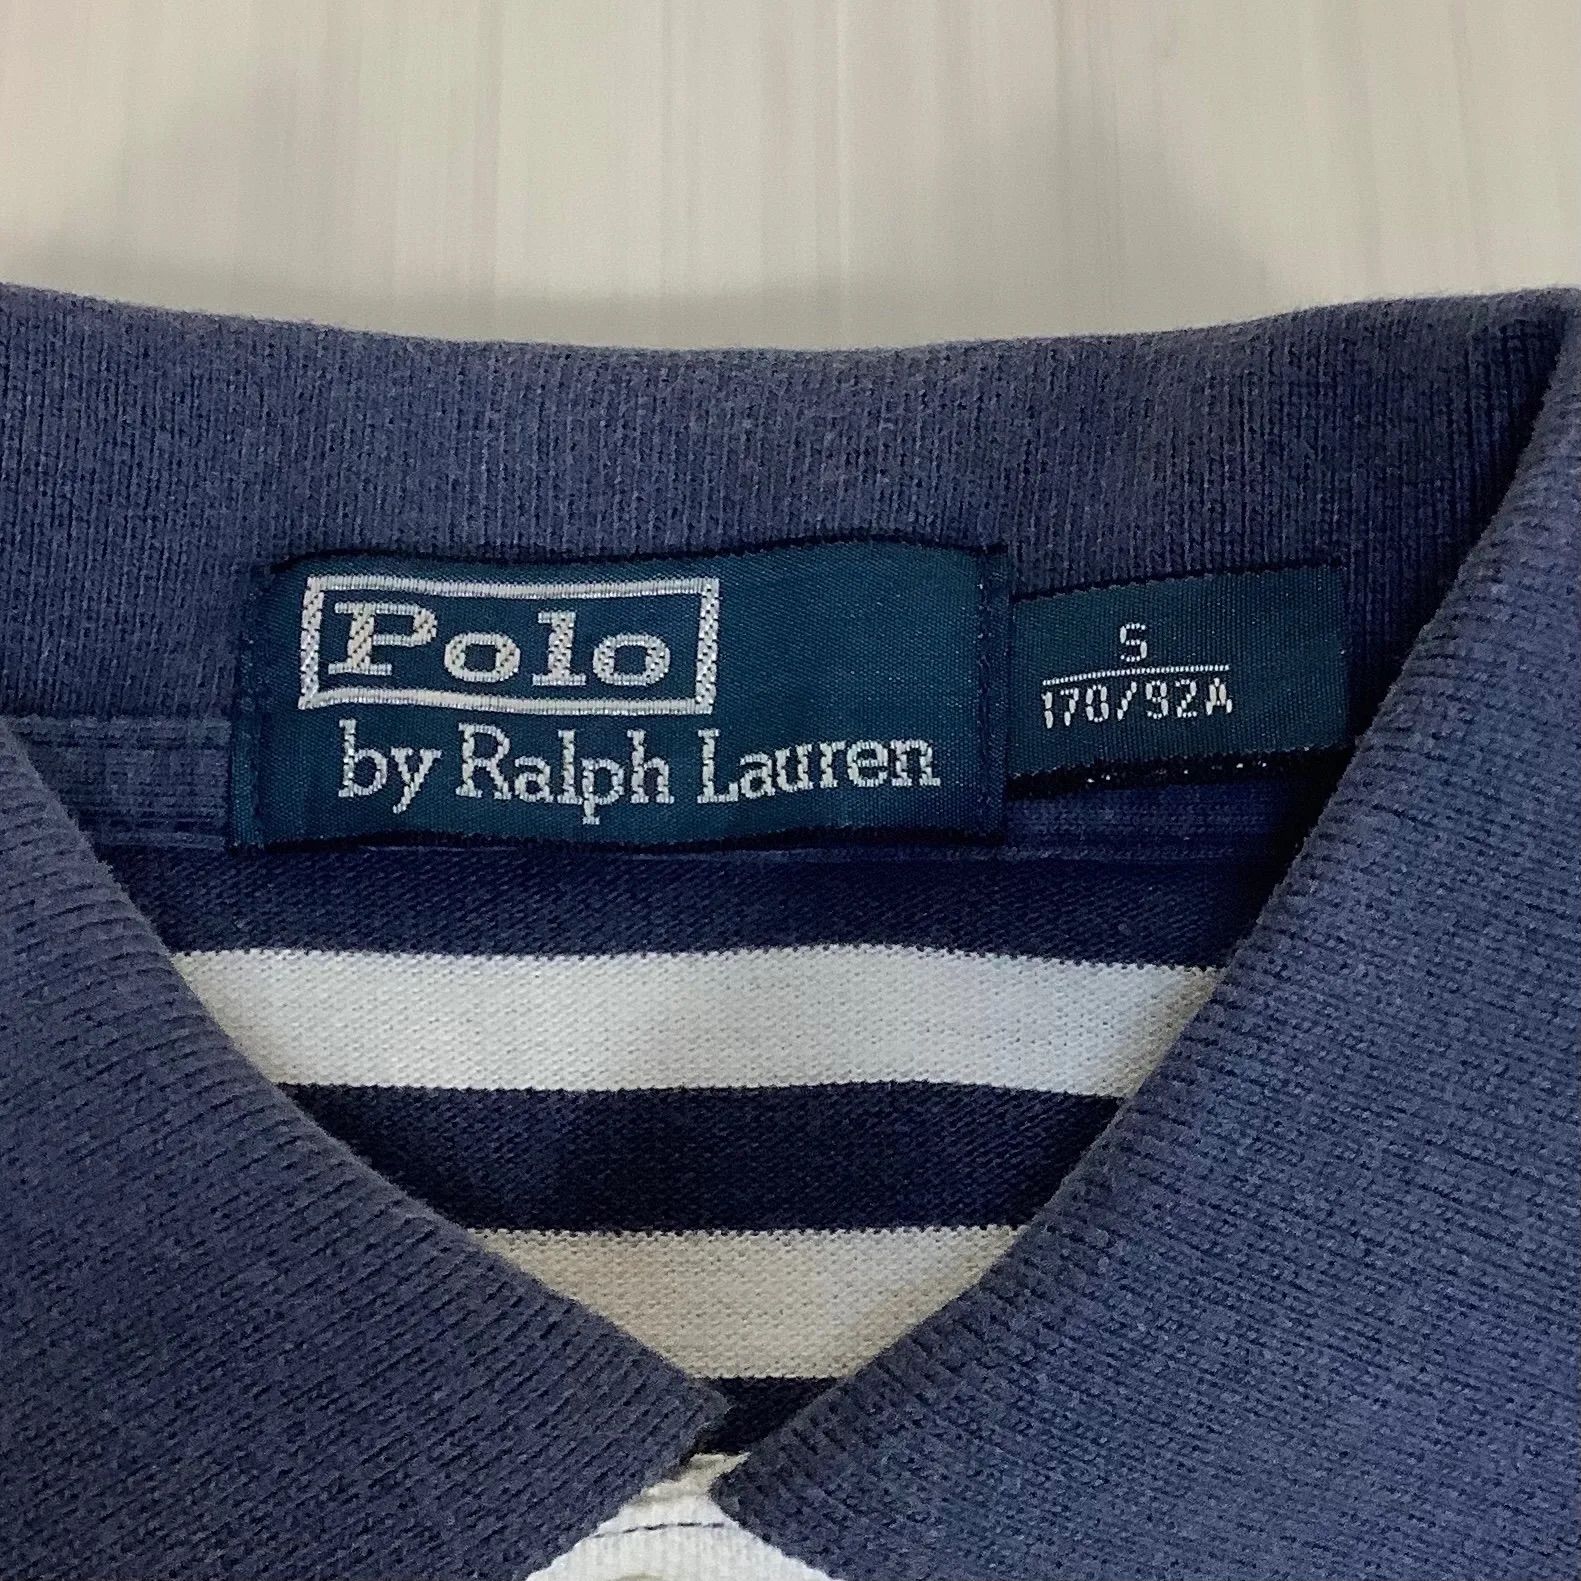 Polo
by Ralph Lauren
S
170/92A